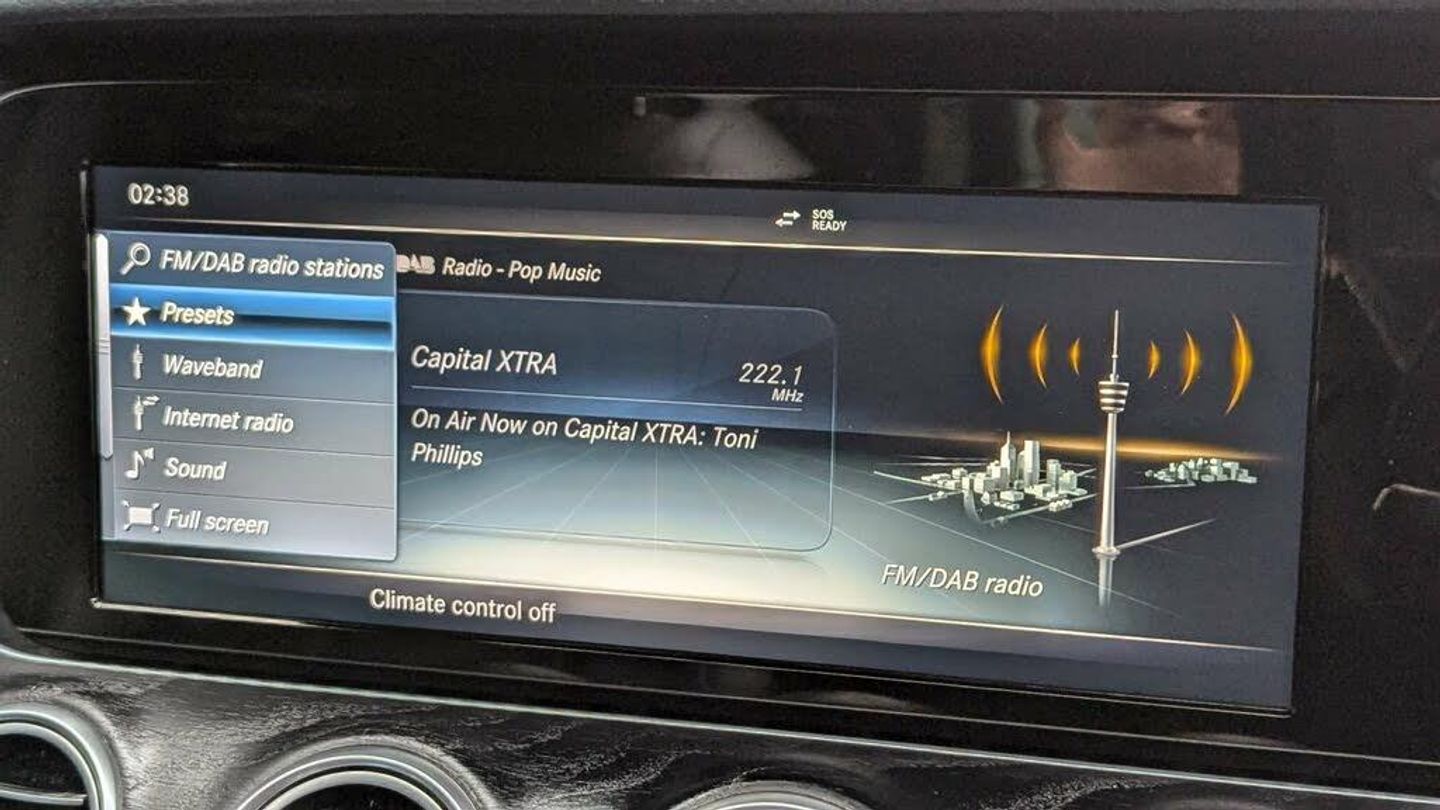 02:38
SOS
READY
FM/DAB radio stations
DAB Radio - Pop Music
Presets
Waveband
Internet radio
Sound
Full screen
Capital XTRA
222.1
MHz
On Air Now on Capital XTRA: Toni
Phillips
FM/DAB radio
Climate control off